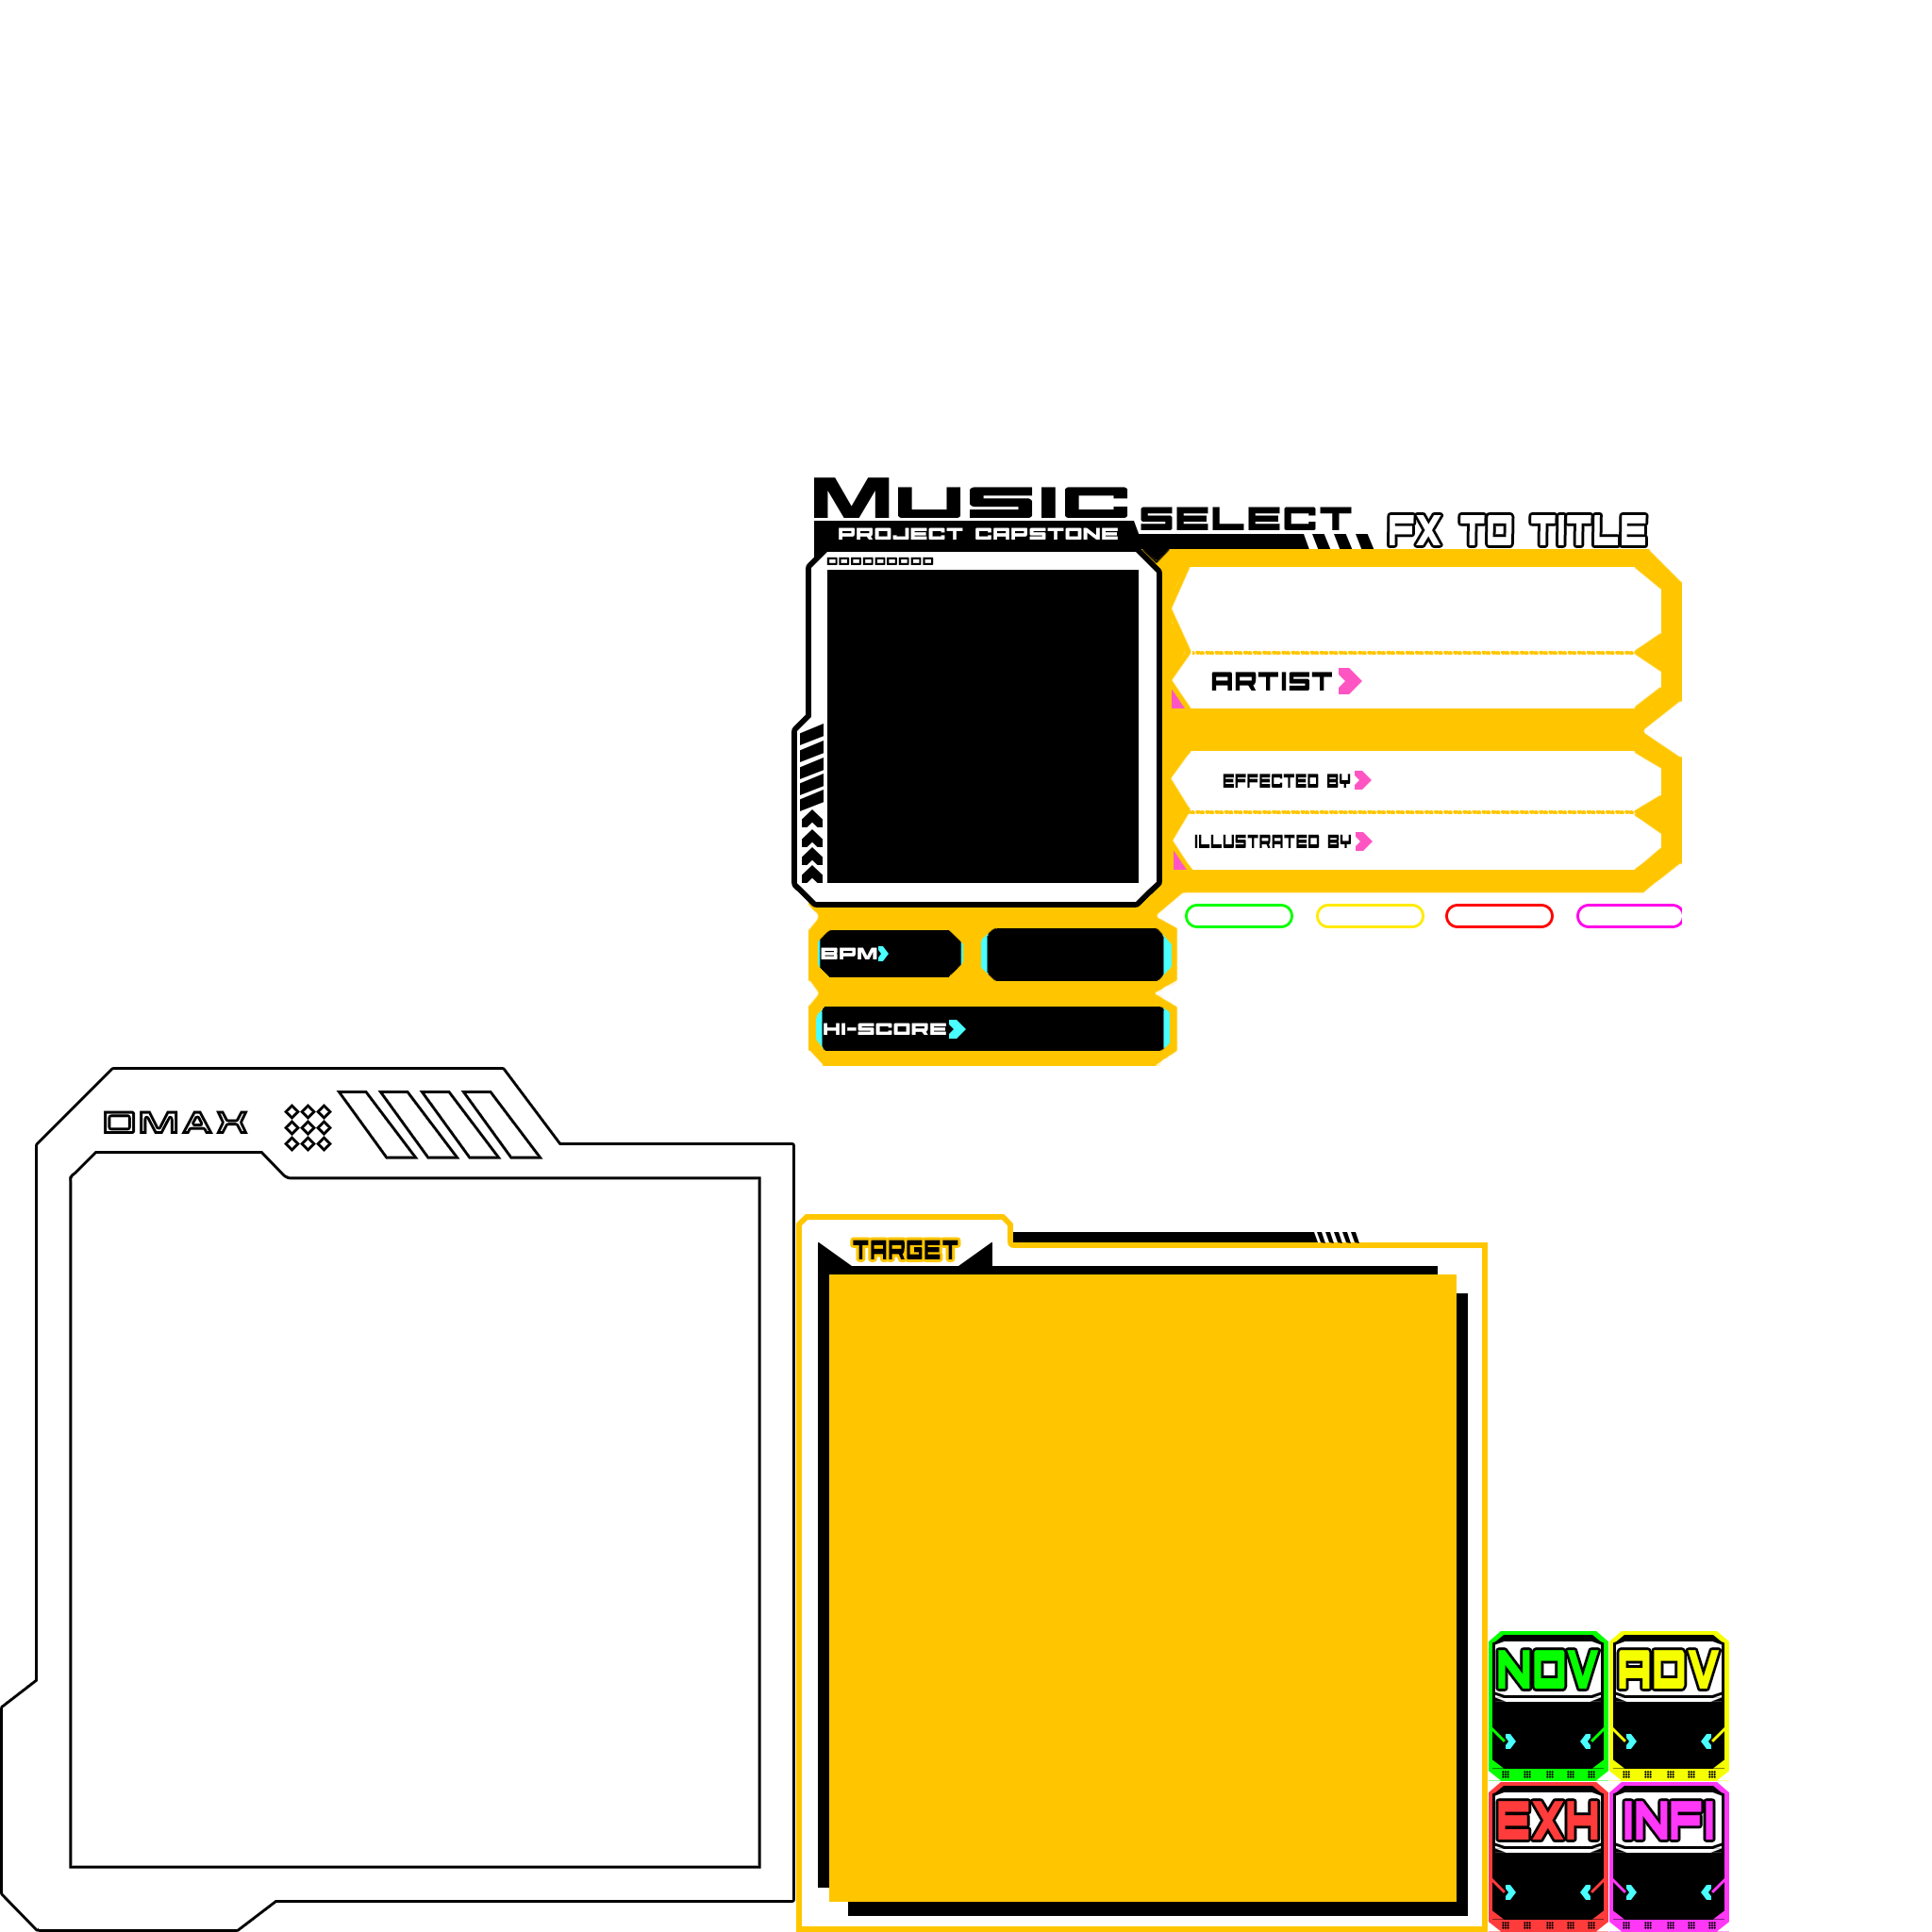 MUSIC SELECT
FX TO TITLE
PROJECT CAPSTONE
ARTIST
EFFECTED BY
ILLUSTRATED BY
BPM
HI-SCORE
OMAX
TARGET
NOV
ADV
EXH
INFI